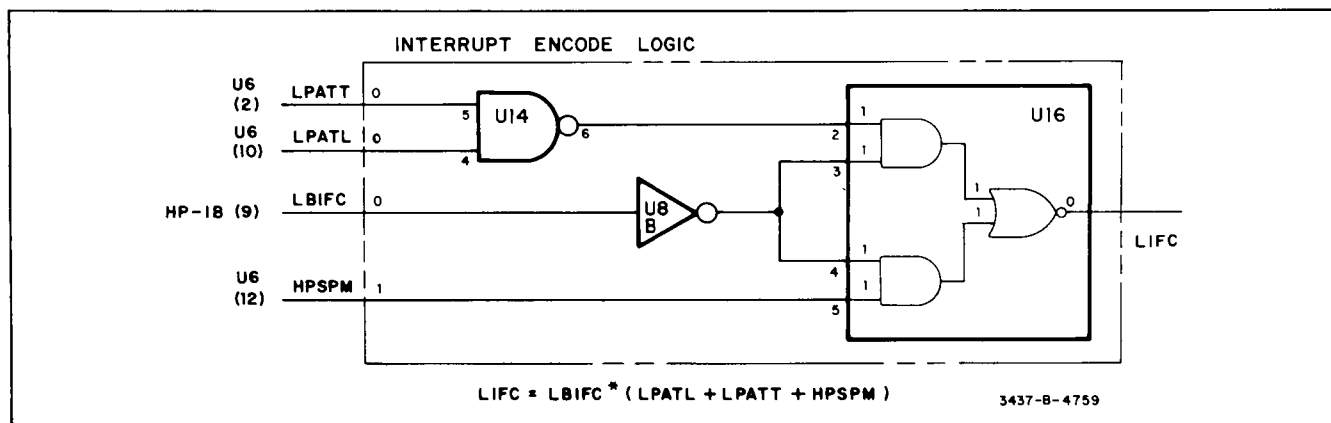 INTERRUPT ENCODE LOGIC
U6 (2) LPATT 0
5
U14
6
U6 (10) LPATL 0
4
HP-IB (9) LBIFC 0
U8 B
U6 (12) HPSPM 1
U16
1
2
1
3
1
4
1
5
1
1
0
LIFC
LIFC = LBIFC * (LPATL + LPATT + HPSPM)
3437-B-4759